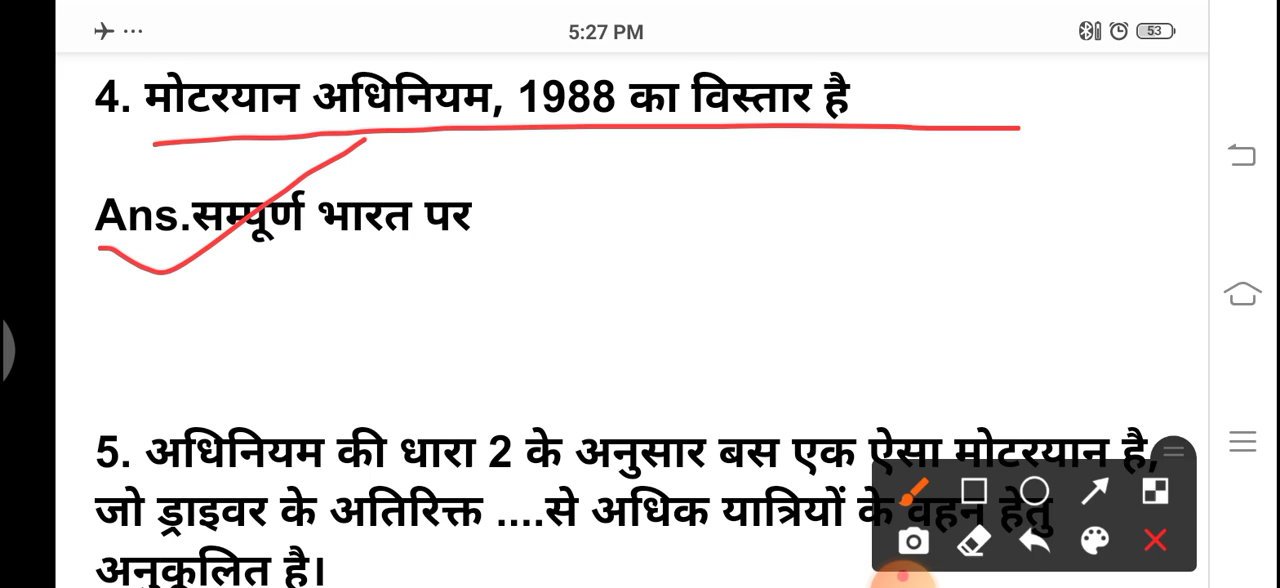 5:27 PM
53
4. मोटरयान अधिनियम, 1988 का विस्तार है
Ans.सम्पूर्ण भारत पर
5. अधिनियम की धारा 2 के अनुसार बस एक ऐसा मोटरयान है,
जो ड्राइवर के अतिरिक्त ....से अधिक यात्रियों के वहन हेतु
अनुकूलित है।